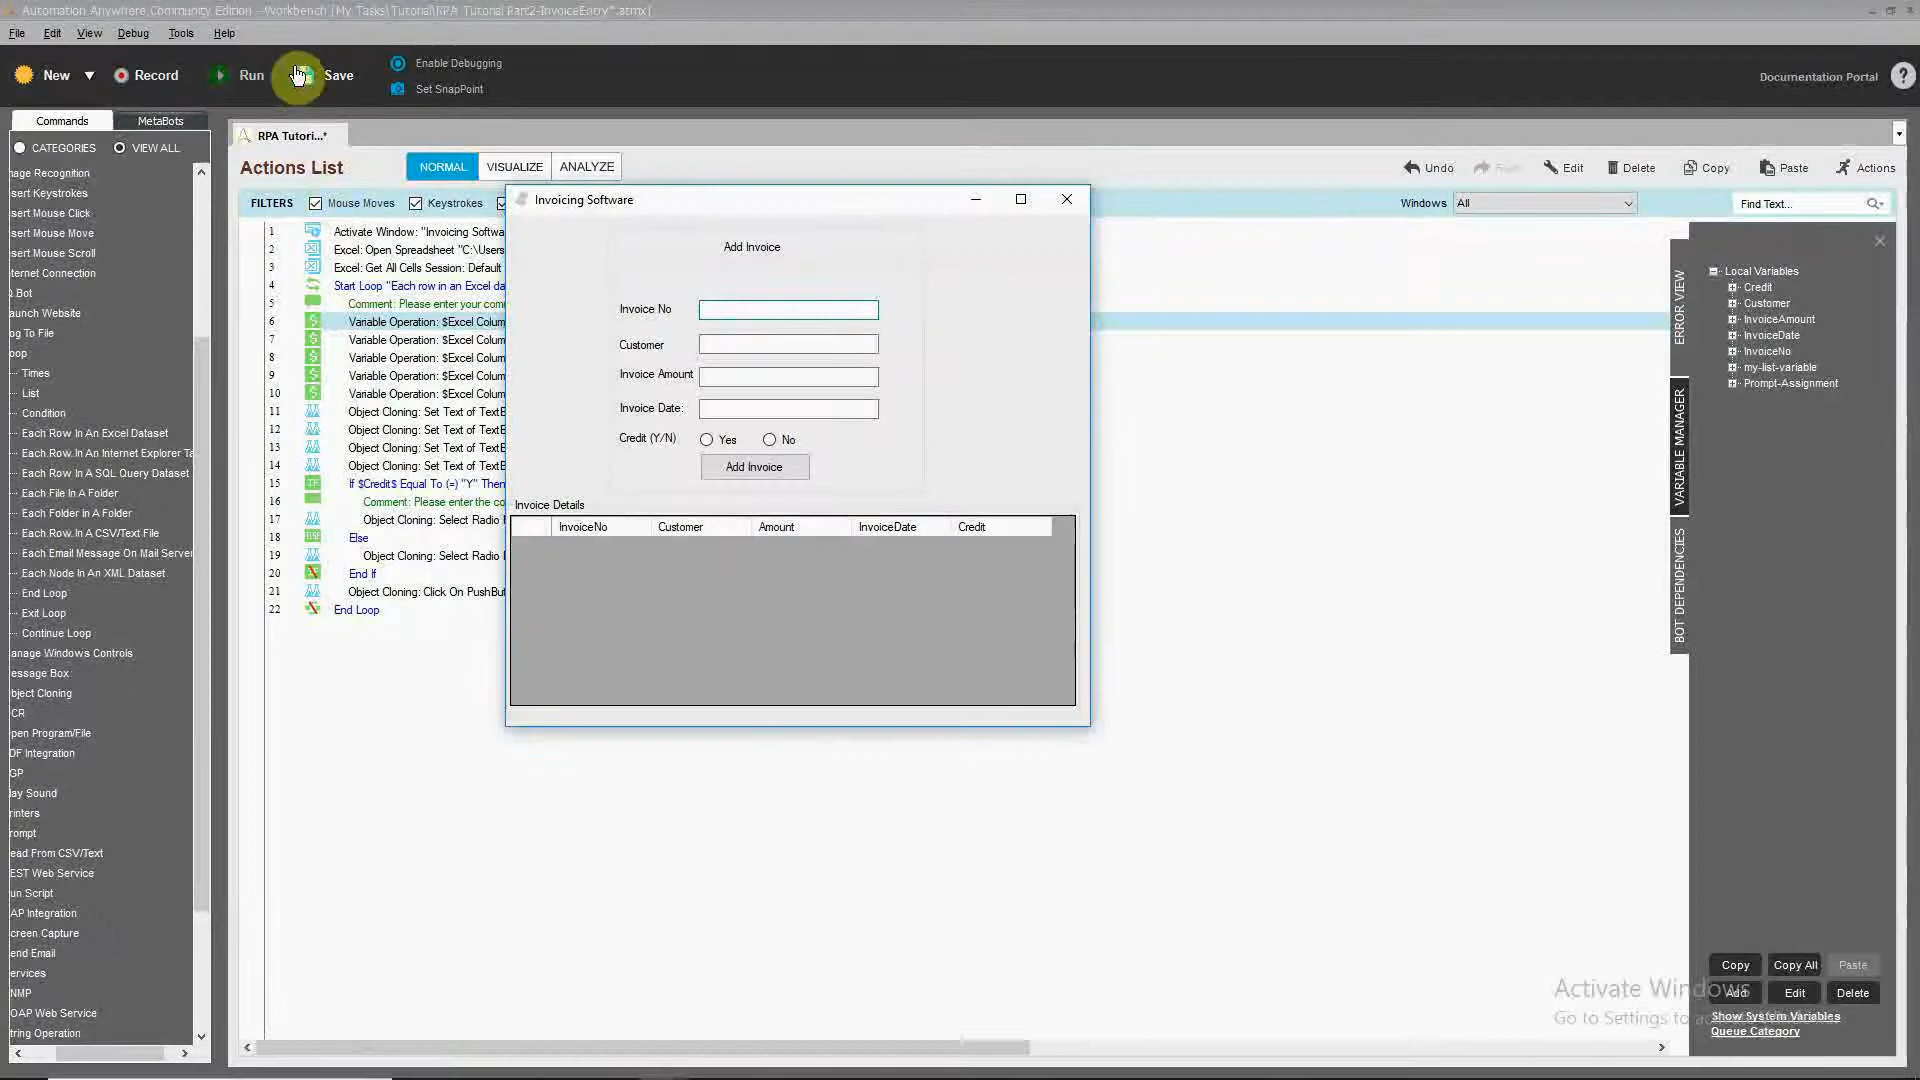 Automation Anywhere Community Edition - Workbench [My Tasks\Tutorial\RPA Tutorial Part2-InvoiceEntry*.atmx]
File Edit View Debug Tools Help
New Record Run Save
Enable Debugging
Set SnapPoint
Documentation Portal ?
Commands MetaBots
CATEGORIES VIEW ALL
nage Recognition
sert Keystrokes
sert Mouse Click
sert Mouse Move
sert Mouse Scroll
ternet Connection
Bot
aunch Website
og To File
oop
Times
List
Condition
Each Row In An Excel Dataset
Each Row In An Internet Explorer Ta
Each Row In A SQL Query Dataset
Each File In A Folder
Each Folder In A Folder
Each Row In A CSV/Text File
Each Email Message On Mail Server
Each Node In An XML Dataset
End Loop
Exit Loop
Continue Loop
anage Windows Controls
essage Box
bject Cloning
CR
pen Program/File
DF Integration
GP
lay Sound
rinters
rompt
ead From CSV/Text
EST Web Service
un Script
AP Integration
creen Capture
end Email
ervices
NMP
OAP Web Service
tring Operation
RPA Tutori...*
Actions List NORMAL VISUALIZE ANALYZE
Undo Edit Delete Copy Paste Actions
FILTERS Mouse Moves Keystrokes
Windows All Find Text...
1 Activate Window: "Invoicing Softwa
2 Excel: Open Spreadsheet "C:\Users
3 Excel: Get All Cells Session: Default
4 Start Loop "Each row in an Excel da
5 Comment: Please enter your com
6 Variable Operation: $Excel Colum
7 Variable Operation: $Excel Colum
8 Variable Operation: $Excel Colum
9 Variable Operation: $Excel Colum
10 Variable Operation: $Excel Colum
11 Object Cloning: Set Text of TextB
12 Object Cloning: Set Text of TextB
13 Object Cloning: Set Text of TextB
14 Object Cloning: Set Text of TextB
15 If $Credit$ Equal To (=) "Y" Then
16 Comment: Please enter the co
17 Object Cloning: Select Radio
18 Else
19 Object Cloning: Select Radio
20 End If
21 Object Cloning: Click On PushBut
22 End Loop
Invoicing Software
Add Invoice
Invoice No
Customer
Invoice Amount
Invoice Date:
Credit (Y/N) Yes No
Add Invoice
Invoice Details
InvoiceNo Customer Amount InvoiceDate Credit
ERROR VIEW
VARIABLE MANAGER
BOT DEPENDENCIES
Local Variables
Credit
Customer
InvoiceAmount
InvoiceDate
InvoiceNo
my-list-variable
Prompt-Assignment
Copy Copy All Paste
Add Edit Delete
Show System Variables
Queue Category
Activate Windows
Go to Settings to